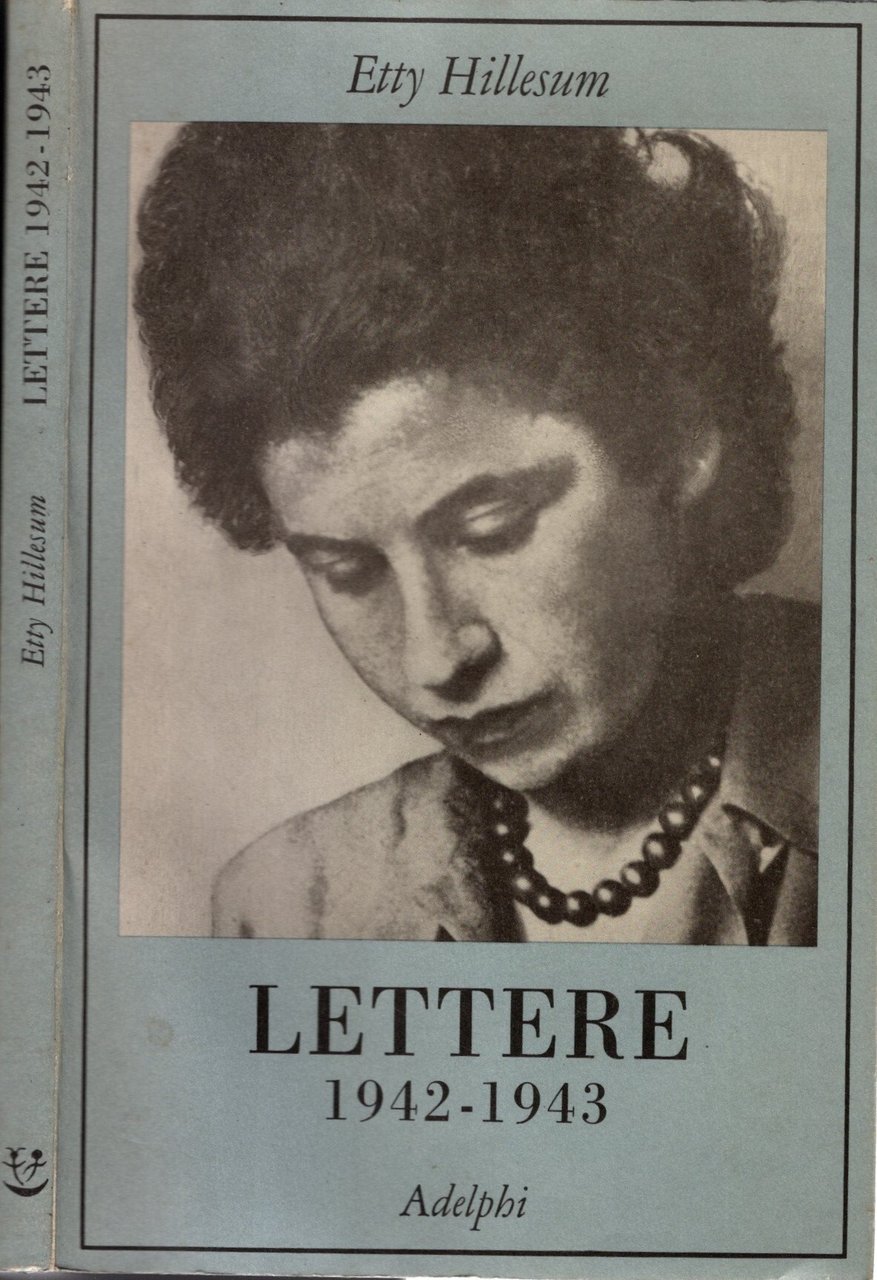 Etty Hillesum
LETTERE
1942-1943
Adelphi
Etty Hillesum LETTERE 1942-1943